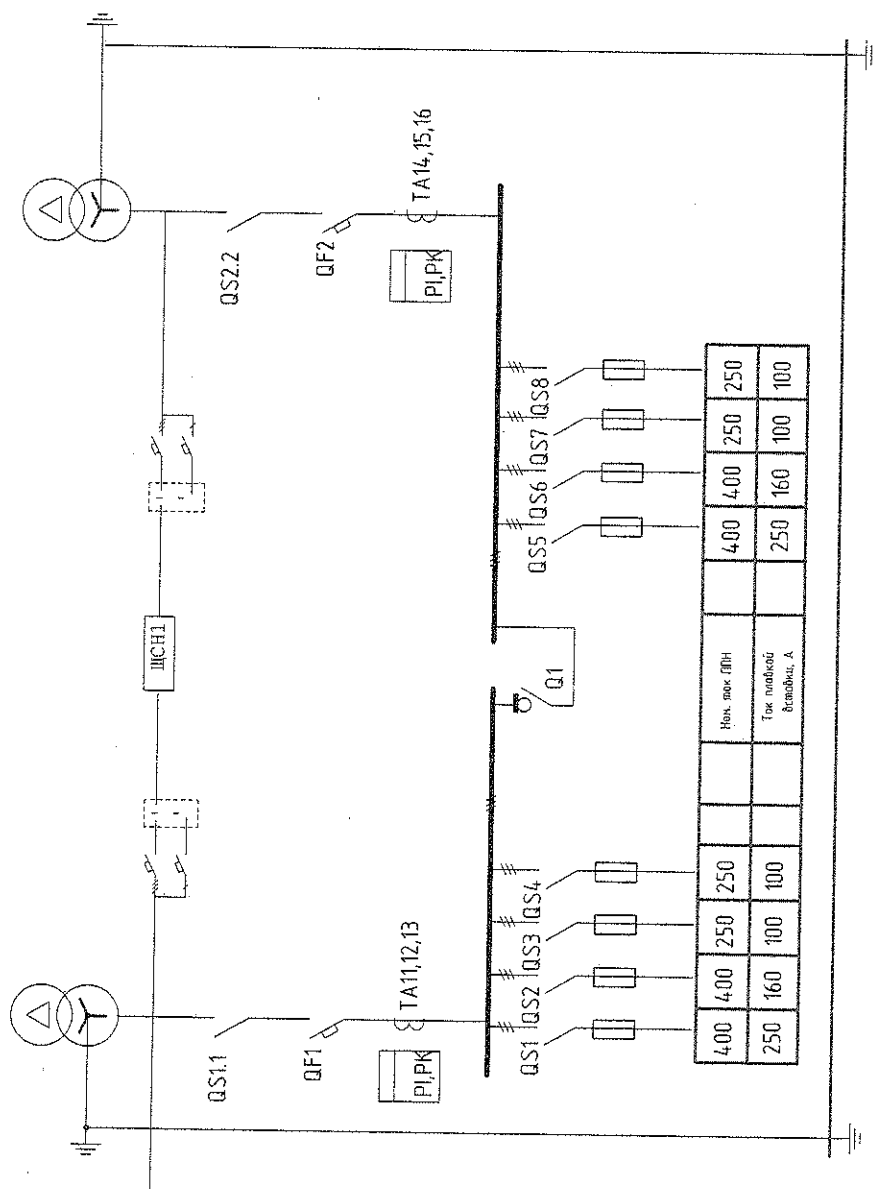 ЩСН1
QS1.1
QS2.2
QF1
QF2
TA11,12,13
TA14,15,16
PI,PK
PI,PK
QS1
QS2
QS3
QS4
Q1
QS5
QS6
QS7
QS8
400 400 250 250 Ном. ток ППН 400 400 250 250
250 160 100 100 Ток плавкой вставки, А 250 160 100 100